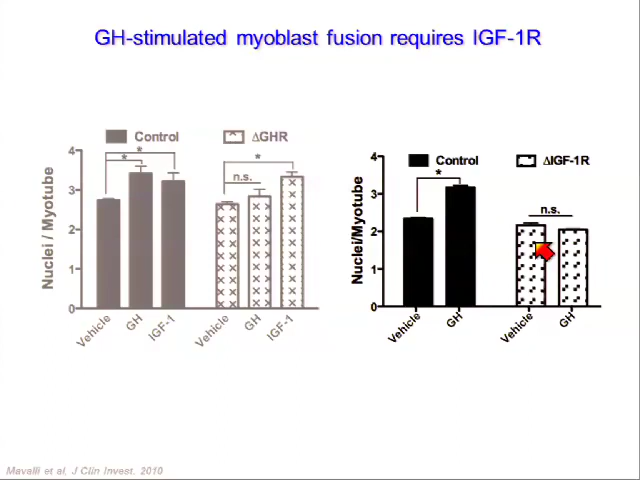 GH-stimulated myoblast fusion requires IGF-1R
Control
ΔGHR
Nuclei / Myotube
4
3
2
1
0
*
*
n.s.
*
Vehicle
GH
IGF-1
Vehicle
GH
IGF-1
Control
ΔIGF-1R
Nuclei/Myotube
4
3
2
1
0
*
n.s.
Vehicle
GH
Vehicle
GH
Mavalli et al, J Clin Invest. 2010